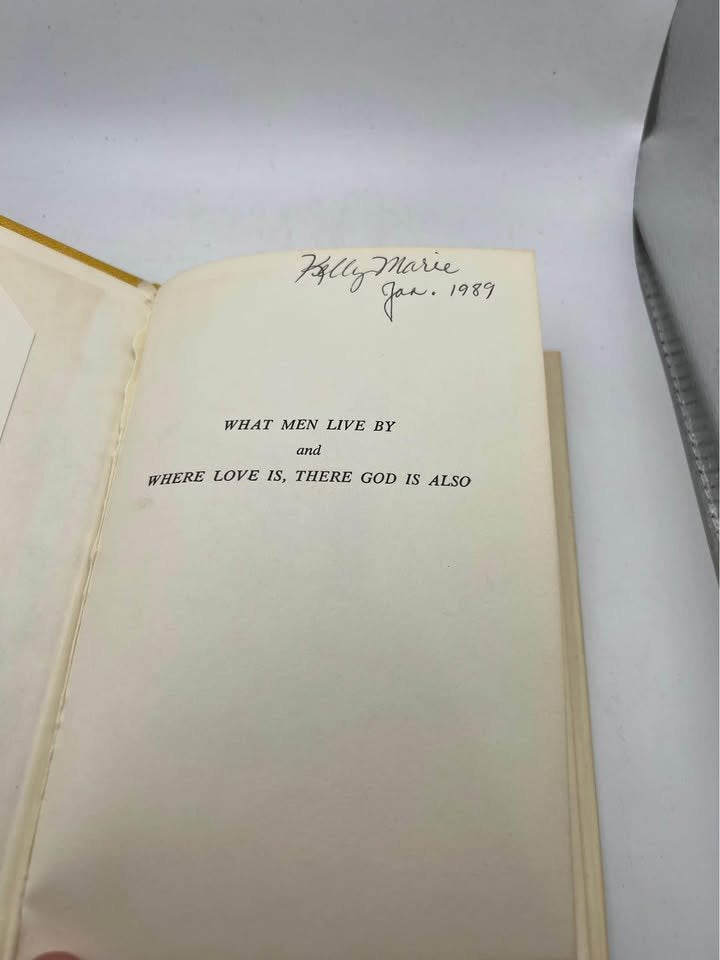 Kelly Marie
Jan. 1989
WHAT MEN LIVE BY
and
WHERE LOVE IS, THERE GOD IS ALSO